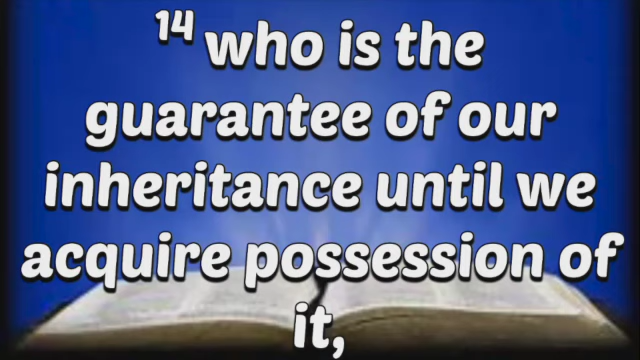 14 who is the
guarantee of our
inheritance until we
acquire possession of
it,